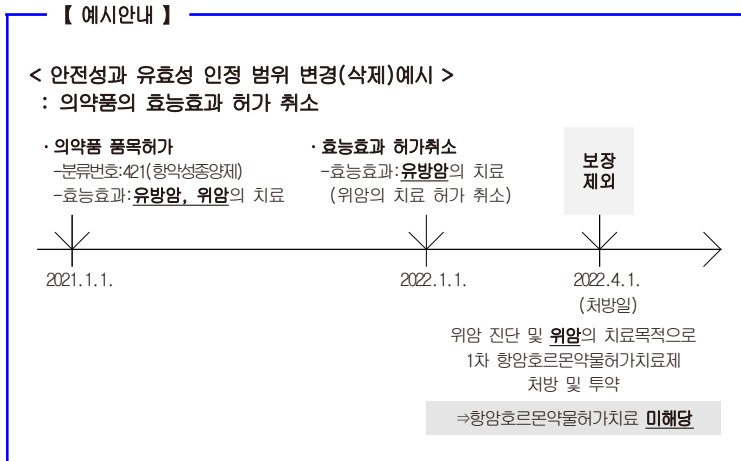 【 예시안내 】
< 안전성과 유효성 인정 범위 변경(삭제)예시 >
: 의약품의 효능효과 허가 취소
· 의약품 품목허가
-분류번호:421(항악성종양제)
-효능효과:유방암, 위암의 치료
· 효능효과 허가취소
-효능효과:유방암의 치료
(위암의 치료 허가 취소)
보장
제외
2021.1.1.
2022.1.1.
2022.4.1.
(처방일)
위암 진단 및 위암의 치료목적으로
1차 항암호르몬약물허가치료제
처방 및 투약
⇒항암호르몬약물허가치료 미해당